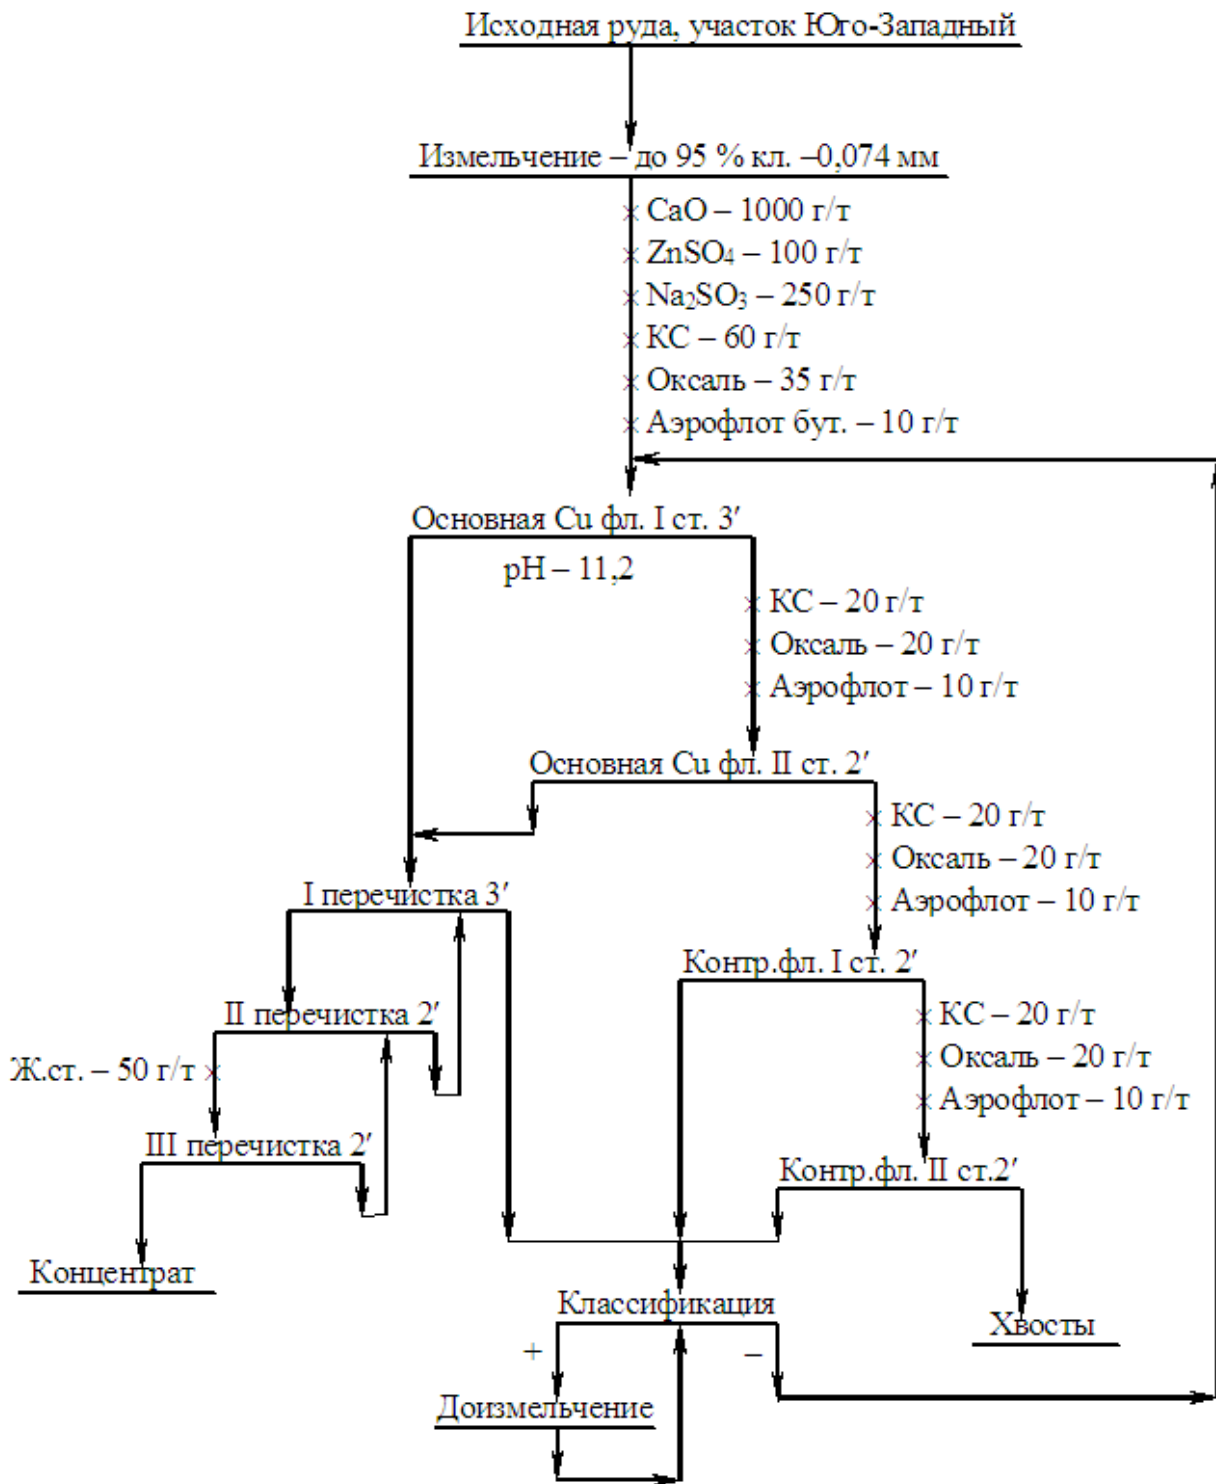 Исходная руда, участок Юго-Западный
Измельчение – до 95 % кл. –0,074 мм
CaO – 1000 г/т
ZnSO₄ – 100 г/т
Na₂SO₃ – 250 г/т
КС – 60 г/т
Оксаль – 35 г/т
Аэрофлот бут. – 10 г/т
Основная Cu фл. I ст. 3′
pH – 11,2
КС – 20 г/т
Оксаль – 20 г/т
Аэрофлот – 10 г/т
Основная Cu фл. II ст. 2′
КС – 20 г/т
Оксаль – 20 г/т
Аэрофлот – 10 г/т
I перечистка 3′
Контр.фл. I ст. 2′
II перечистка 2′
КС – 20 г/т
Оксаль – 20 г/т
Аэрофлот – 10 г/т
Ж.ст. – 50 г/т
III перечистка 2′
Контр.фл. II ст.2′
Концентрат
Классификация
Хвосты
+
–
Доизмельчение